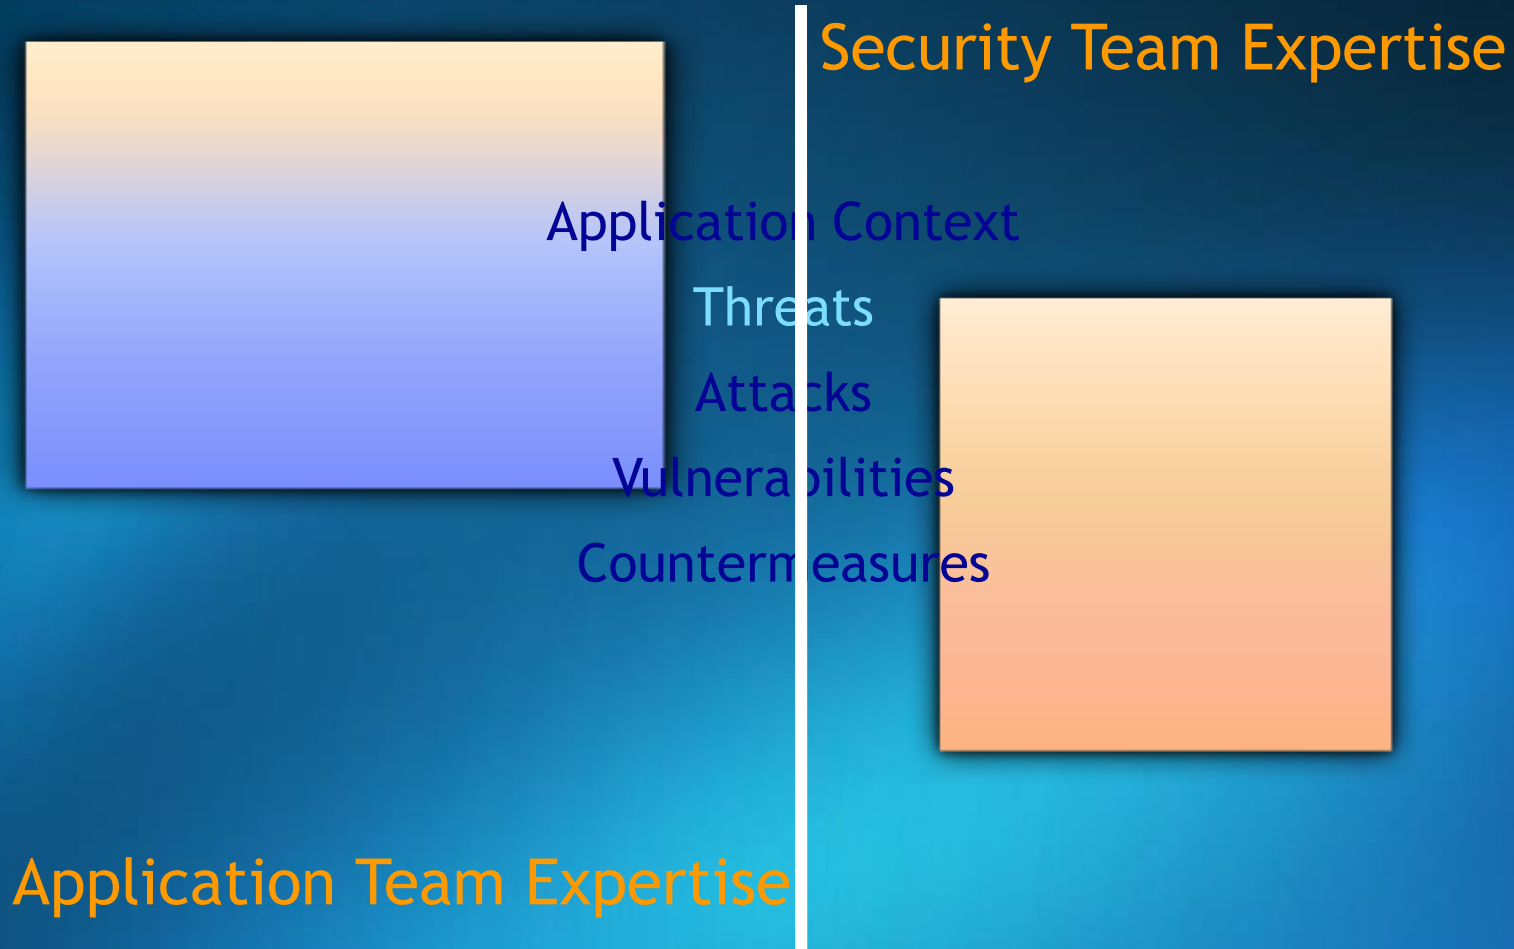 Security Team Expertise
Application Context
Threats
Attacks
Vulnerabilities
Countermeasures
Application Team Expertise